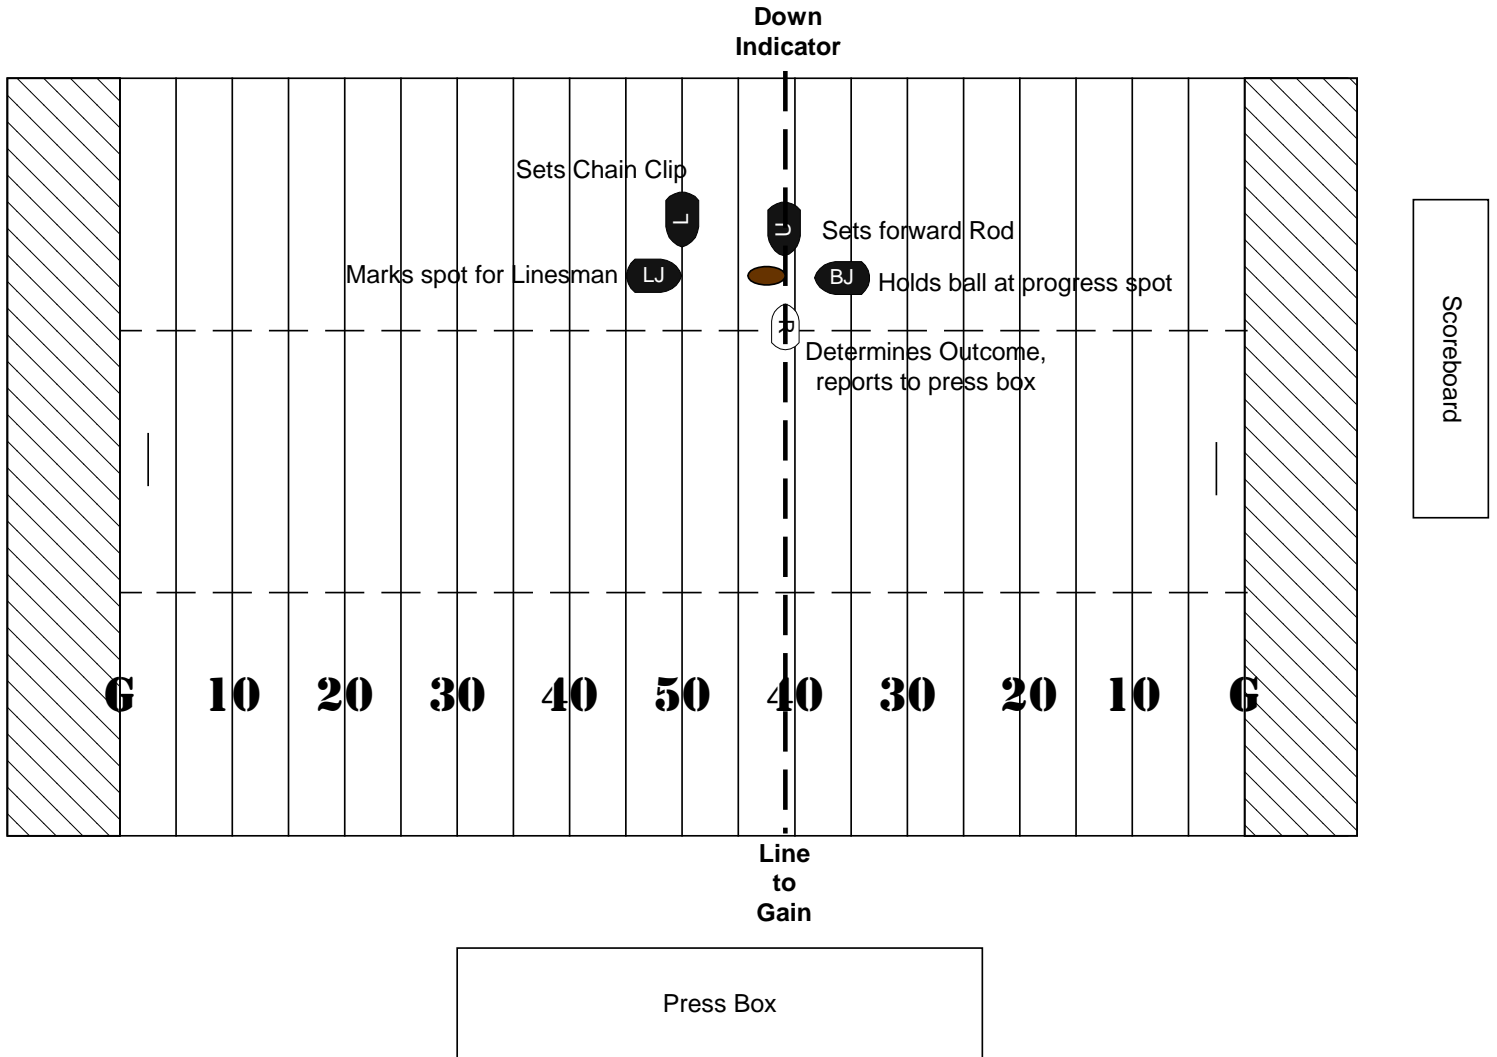 Down
Indicator
Sets Chain Clip
L
U
Sets forward Rod
Marks spot for Linesman
LJ
BJ
Holds ball at progress spot
R
Determines Outcome,
reports to press box
Scoreboard
G 10 20 30 40 50 40 30 20 10 G
Line
to
Gain
Press Box